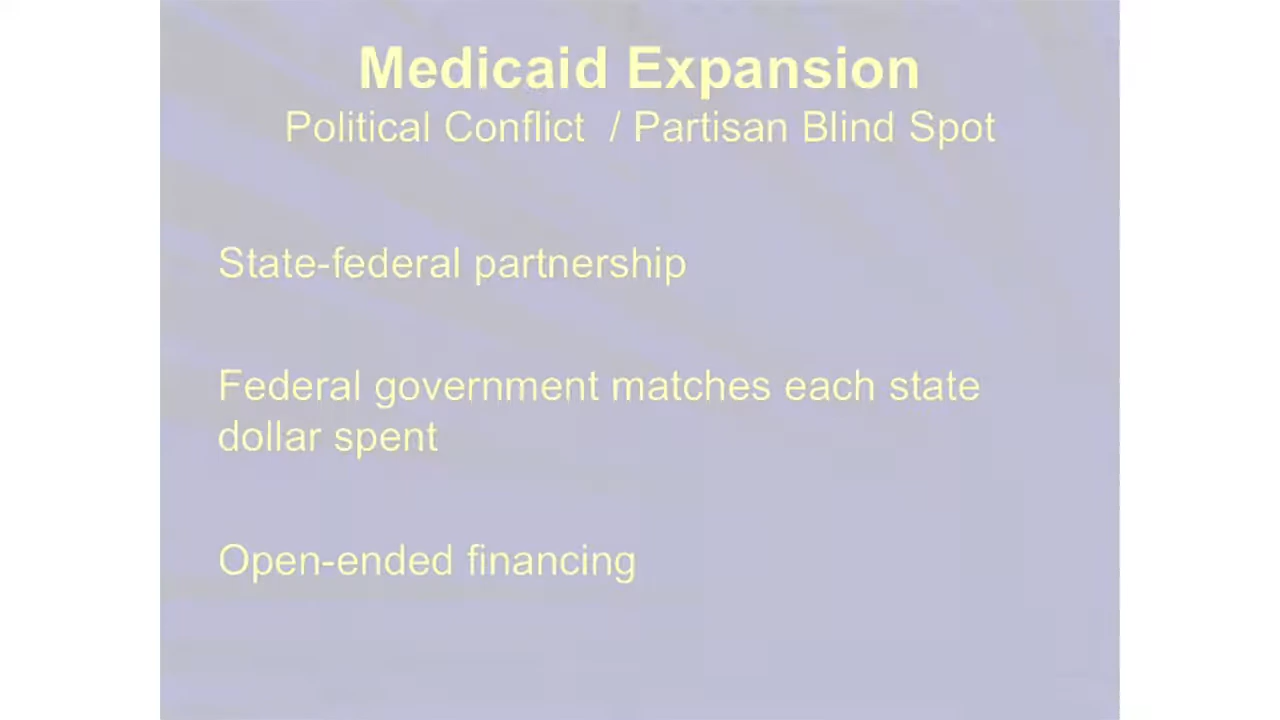 Medicaid Expansion
Political Conflict / Partisan Blind Spot
State-federal partnership
Federal government matches each state
dollar spent
Open-ended financing